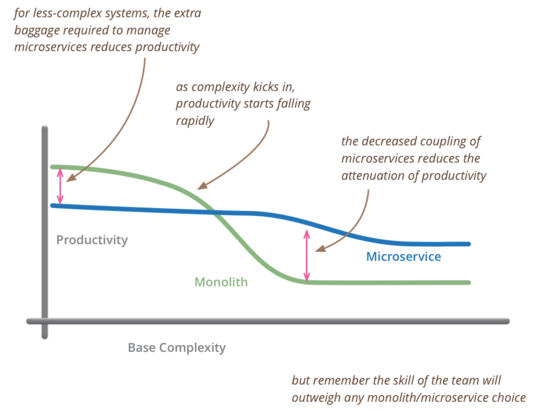 for less-complex systems, the extra
baggage required to manage
microservices reduces productivity
as complexity kicks in,
productivity starts falling
rapidly
the decreased coupling of
microservices reduces the
attenuation of productivity
Productivity
Microservice
Monolith
Base Complexity
but remember the skill of the team will
outweigh any monolith/microservice choice